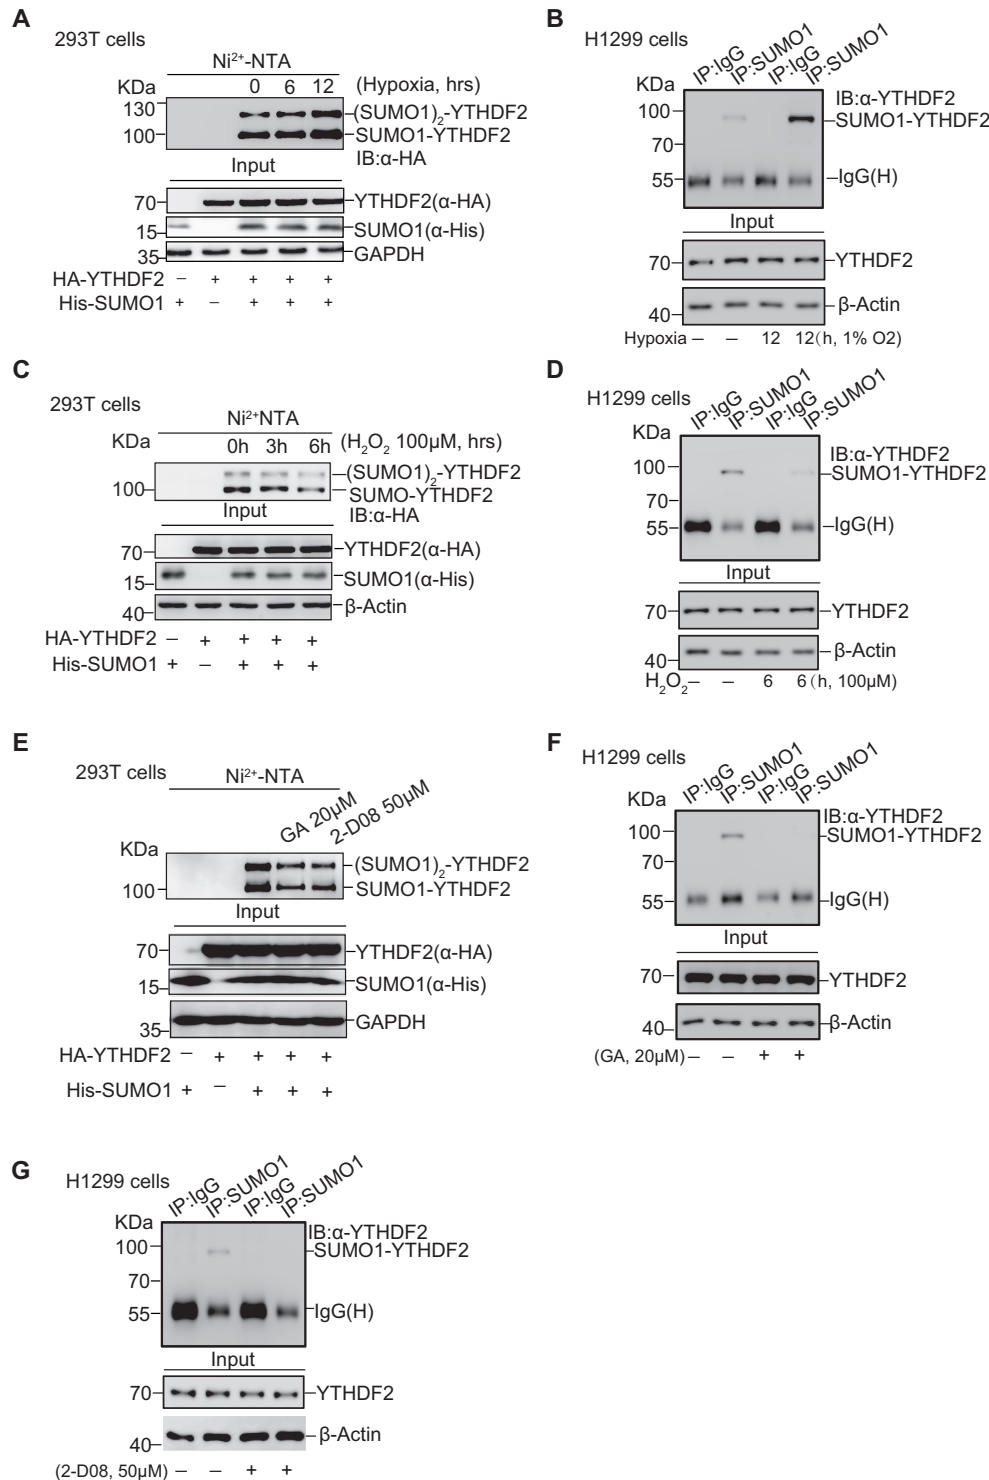 A
293T cells
Ni²⁺-NTA
KDa 0 6 12 (Hypoxia, hrs)
130 (SUMO1)₂-YTHDF2
100 SUMO1-YTHDF2
IB:α-HA
Input
70 YTHDF2(α-HA)
15 SUMO1(α-His)
35 GAPDH
HA-YTHDF2 – + + + +
His-SUMO1 + – + + +
B
H1299 cells
IP:IgG IP:SUMO1 IP:IgG IP:SUMO1
KDa
IB:α-YTHDF2
100 SUMO1-YTHDF2
70
55 IgG(H)
Input
70 YTHDF2
40 β-Actin
Hypoxia – – 12 12(h, 1% O2)
C
293T cells
Ni²⁺NTA
KDa 0h 3h 6h (H₂O₂ 100μM, hrs)
(SUMO1)₂-YTHDF2
100 SUMO-YTHDF2
Input IB:α-HA
70 YTHDF2(α-HA)
15 SUMO1(α-His)
40 β-Actin
HA-YTHDF2 – + + + +
His-SUMO1 + – + + +
D
H1299 cells
IP:IgG IP:SUMO1 IP:IgG IP:SUMO1
KDa
IB:α-YTHDF2
100 SUMO1-YTHDF2
70
55 IgG(H)
Input
70 YTHDF2
40 β-Actin
H₂O₂ – – 6 6(h, 100μM)
E
293T cells
Ni²⁺-NTA
GA 20μM
2-D08 50μM
KDa
(SUMO1)₂-YTHDF2
100 SUMO1-YTHDF2
Input
70 YTHDF2(α-HA)
15 SUMO1(α-His)
35 GAPDH
HA-YTHDF2 – + + + +
His-SUMO1 + – + + +
F
H1299 cells
IP:IgG IP:SUMO1 IP:IgG IP:SUMO1
KDa
IB:α-YTHDF2
100 SUMO1-YTHDF2
70
55 IgG(H)
Input
70 YTHDF2
40 β-Actin
(GA, 20μM) – – + +
G
H1299 cells
IP:IgG IP:SUMO1 IP:IgG IP:SUMO1
KDa
IB:α-YTHDF2
100 SUMO1-YTHDF2
70
55 IgG(H)
Input
70 YTHDF2
40 β-Actin
(2-D08, 50μM) – – + +